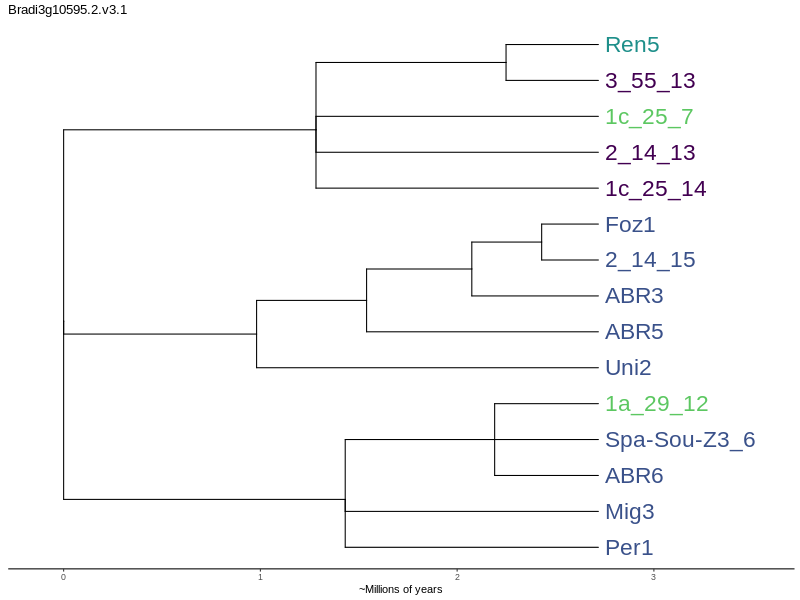 Bradi3g10595.2.v3.1
Ren5
3_55_13
1c_25_7
2_14_13
1c_25_14
Foz1
2_14_15
ABR3
ABR5
Uni2
1a_29_12
Spa-Sou-Z3_6
ABR6
Mig3
Per1
0 1 2 3
~Millions of years